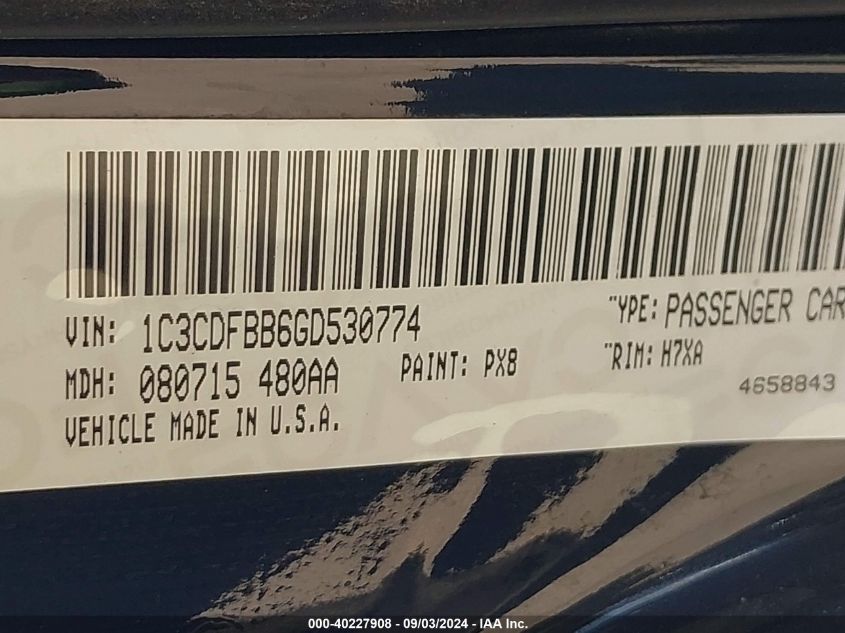 VIN: 1C3CDFBB6GD530774
"YPE: PASSENGER CAR
MDH: 080715 480AA
PAINT: PX8
"RIM: H7XA
4658843
VEHICLE MADE IN U.S.A.
000-40227908 - 09/03/2024 - IAA Inc.